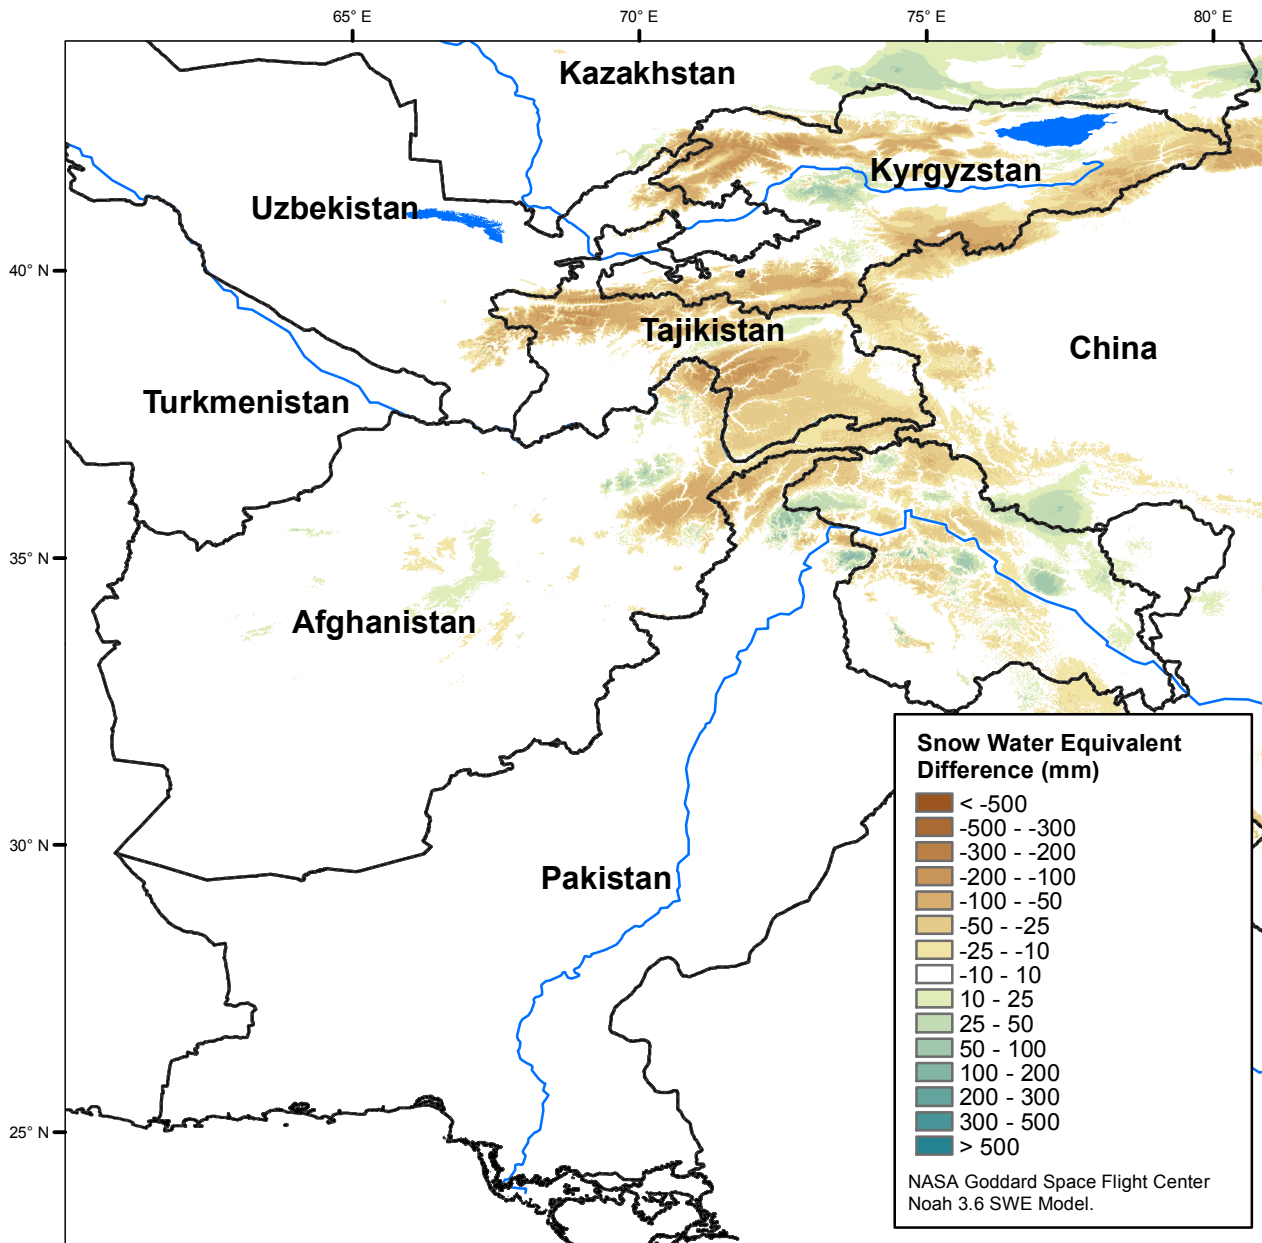 65° E
70° E
75° E
80° E
Kazakhstan
Kyrgyzstan
Uzbekistan
40° N
Tajikistan
China
Turkmenistan
35° N
Afghanistan
Snow Water Equivalent
Difference (mm)
< -500
-500 - -300
-300 - -200
-200 - -100
-100 - -50
-50 - -25
-25 - -10
-10 - 10
10 - 25
25 - 50
50 - 100
100 - 200
200 - 300
300 - 500
> 500
NASA Goddard Space Flight Center
Noah 3.6 SWE Model.
30° N
Pakistan
25° N